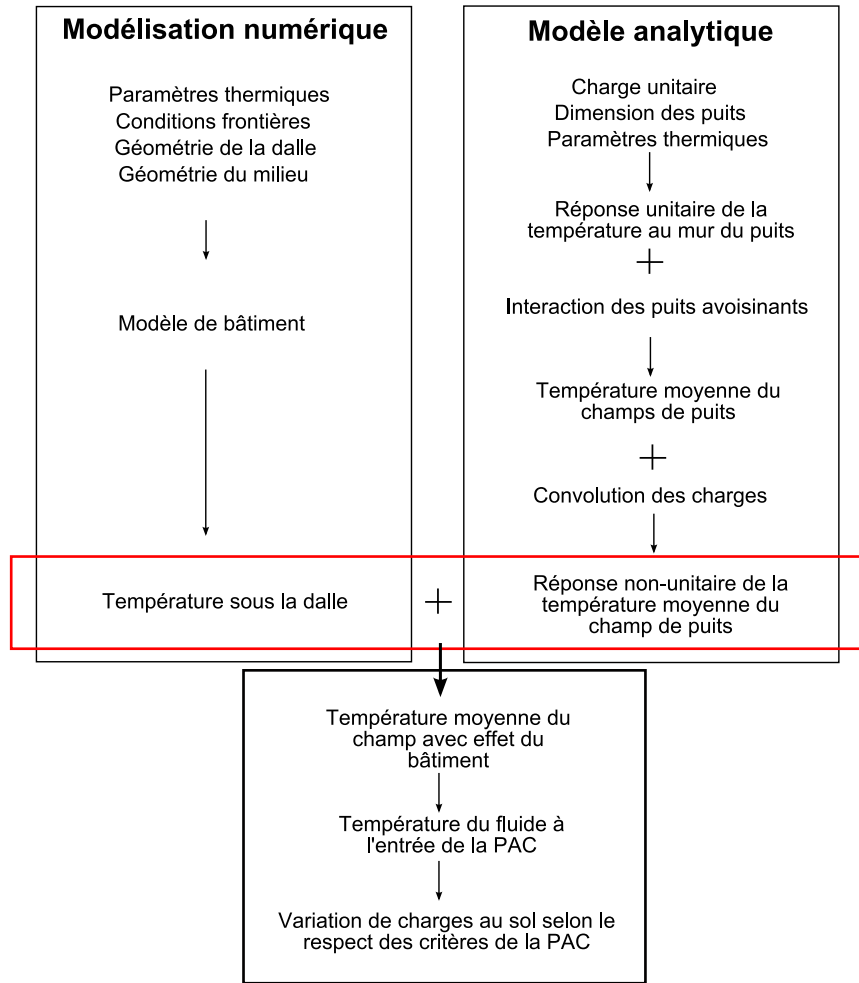 Modélisation numérique
Paramètres thermiques
Conditions frontières
Géométrie de la dalle
Géométrie du milieu
Modèle de bâtiment
Température sous la dalle
+
Modèle analytique
Charge unitaire
Dimension des puits
Paramètres thermiques
Réponse unitaire de la
température au mur du puits
+
Interaction des puits avoisinants
Température moyenne du
champs de puits
+
Convolution des charges
Réponse non-unitaire de la
température moyenne du
champ de puits
Température moyenne du
champ avec effet du
bâtiment
Température du fluide à
l'entrée de la PAC
Variation de charges au sol selon le
respect des critères de la PAC